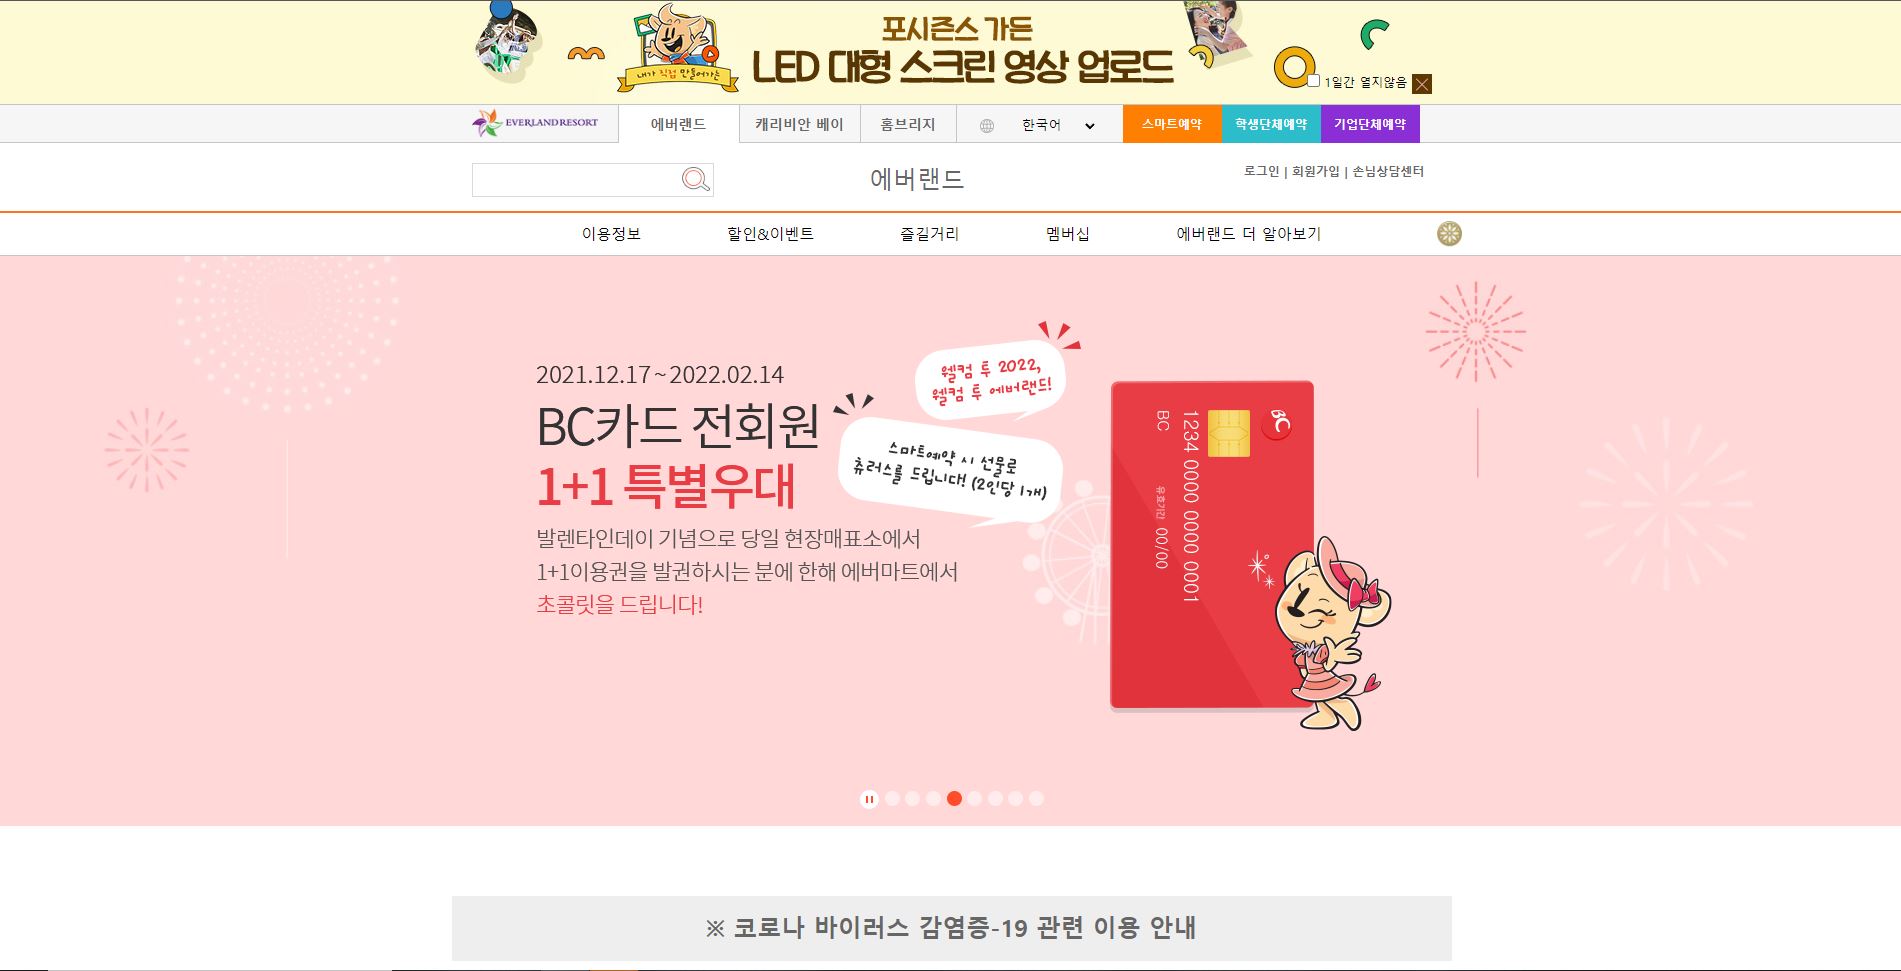 포시즌스 가든
내가 직접 만들어가는
LED 대형 스크린 영상 업로드
1일간 열지않음
EVERLAND RESORT
에버랜드
캐리비안 베이
홈브리지
한국어
스마트예약
학생단체예약
기업단체예약
에버랜드
로그인 | 회원가입 | 손님상담센터
이용정보
할인&이벤트
즐길거리
멤버십
에버랜드 더 알아보기
2021.12.17 ~ 2022.02.14
BC카드 전회원
1+1 특별우대
발렌타인데이 기념으로 당일 현장매표소에서
1+1이용권을 발권하시는 분에 한해 에버마트에서
초콜릿을 드립니다!
웰컴 투 2022,
웰컴 투 에버랜드!
스마트예약 시 선물로
츄러스를 드립니다! (2인당 1개)
BC
1234 0000 0000 0001
유효기간 00/00
BC
※ 코로나 바이러스 감염증-19 관련 이용 안내